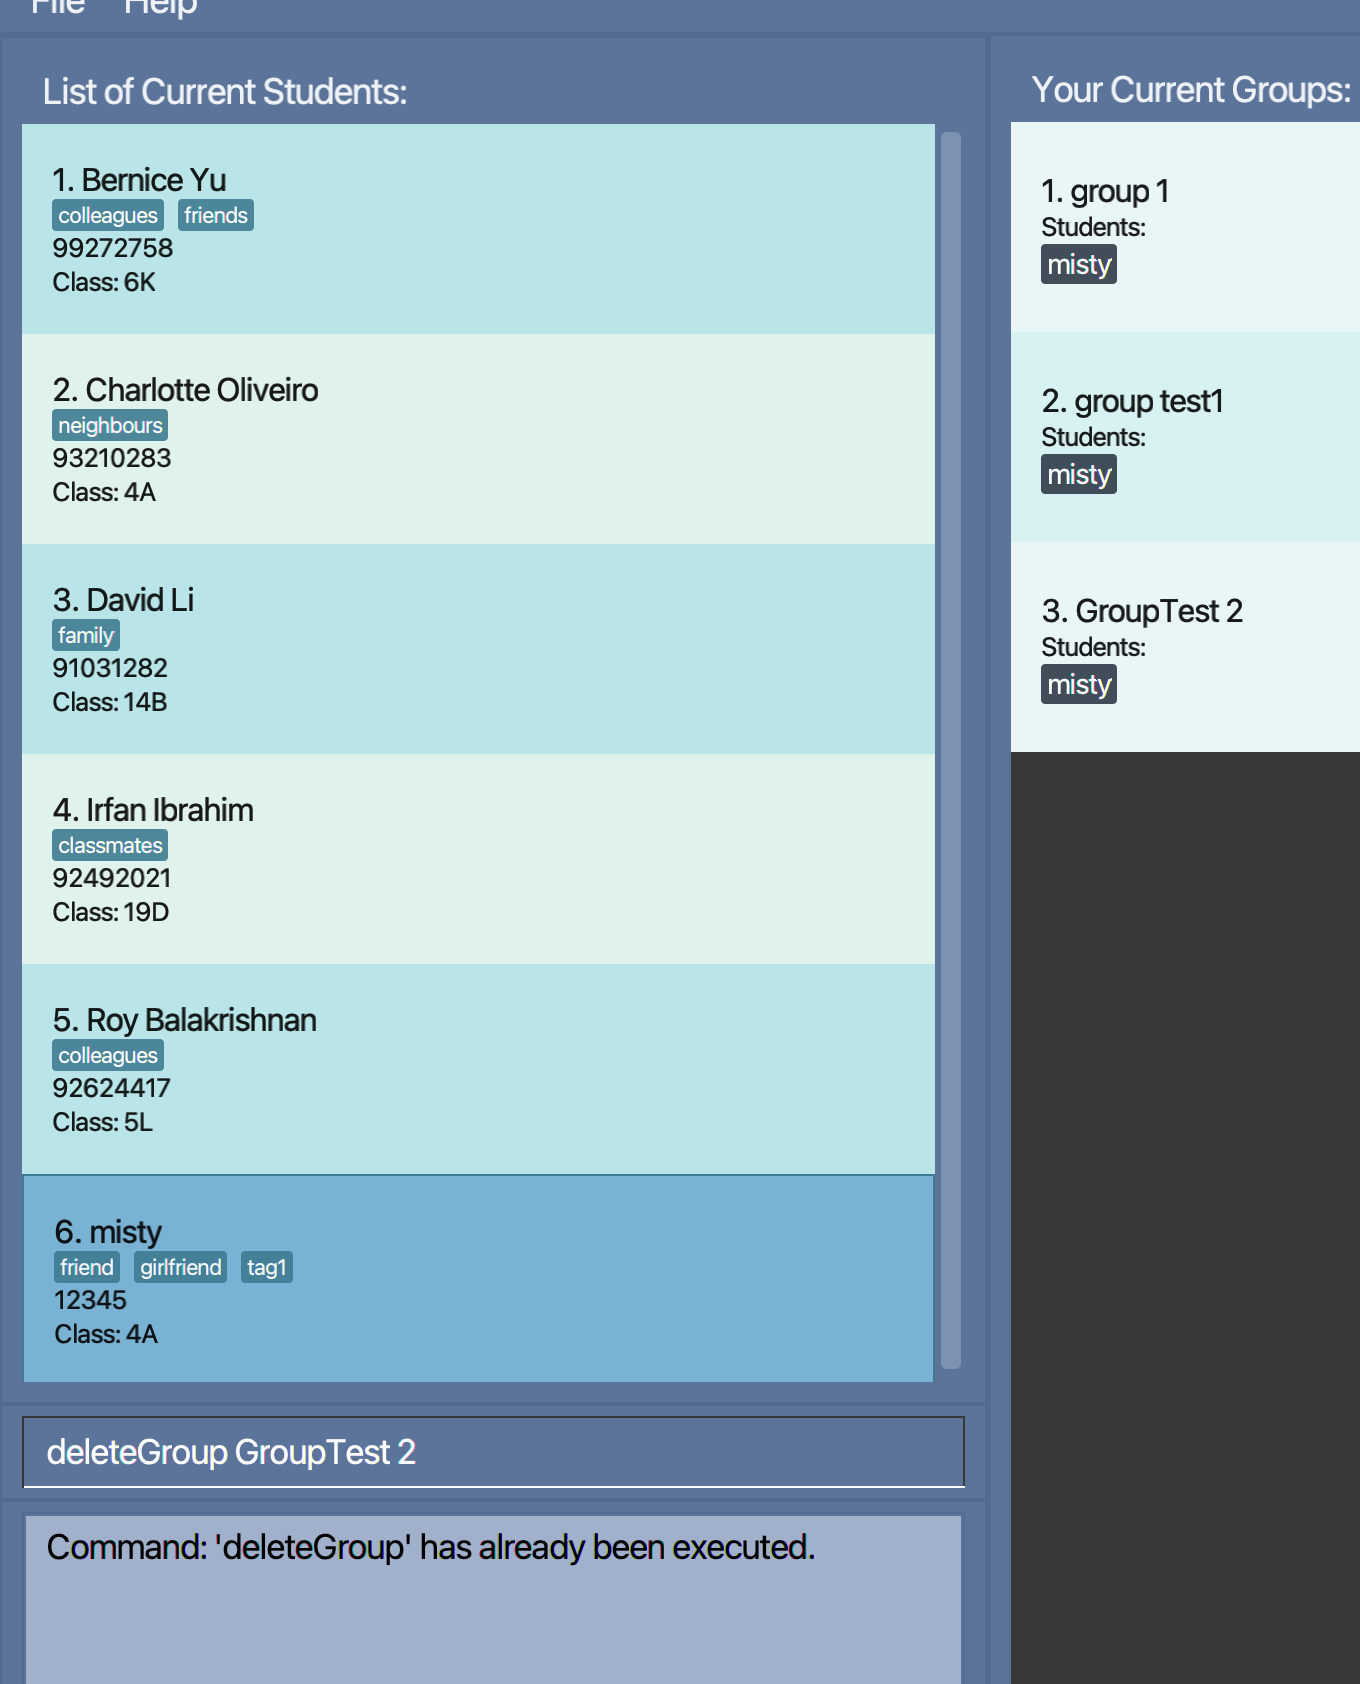 File Help
List of Current Students:
1. Bernice Yu
colleagues friends
99272758
Class: 6K
2. Charlotte Oliveiro
neighbours
93210283
Class: 4A
3. David Li
family
91031282
Class: 14B
4. Irfan Ibrahim
classmates
92492021
Class: 19D
5. Roy Balakrishnan
colleagues
92624417
Class: 5L
6. misty
friend girlfriend tag1
12345
Class: 4A
deleteGroup GroupTest 2
Command: 'deleteGroup' has already been executed.
Your Current Groups:
1. group 1
Students:
misty
2. group test1
Students:
misty
3. GroupTest 2
Students:
misty